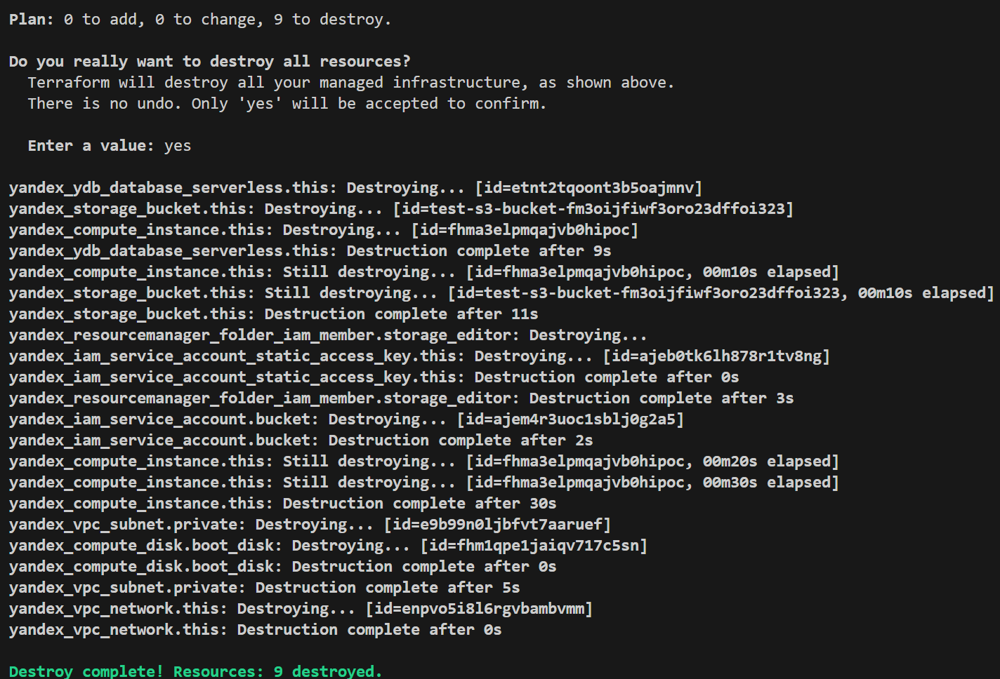 Plan: 0 to add, 0 to change, 9 to destroy.
Do you really want to destroy all resources?
Terraform will destroy all your managed infrastructure, as shown above.
There is no undo. Only 'yes' will be accepted to confirm.
Enter a value: yes
yandex_ydb_database_serverless.this: Destroying... [id=etnt2tqoont3b5oajmnv]
yandex_storage_bucket.this: Destroying... [id=test-s3-bucket-fm3oijfiwf3oro23dffoi323]
yandex_compute_instance.this: Destroying... [id=fhma3elpmqajvb0hipoc]
yandex_ydb_database_serverless.this: Destruction complete after 9s
yandex_compute_instance.this: Still destroying... [id=fhma3elpmqajvb0hipoc, 00m10s elapsed]
yandex_storage_bucket.this: Still destroying... [id=test-s3-bucket-fm3oijfiwf3oro23dffoi323, 00m10s elapsed]
yandex_storage_bucket.this: Destruction complete after 11s
yandex_resourcemanager_folder_iam_member.storage_editor: Destroying...
yandex_iam_service_account_static_access_key.this: Destroying... [id=ajeb0tk6lh878r1tv8ng]
yandex_iam_service_account_static_access_key.this: Destruction complete after 0s
yandex_resourcemanager_folder_iam_member.storage_editor: Destruction complete after 3s
yandex_iam_service_account.bucket: Destroying... [id=ajem4r3uoc1sblj0g2a5]
yandex_iam_service_account.bucket: Destruction complete after 2s
yandex_compute_instance.this: Still destroying... [id=fhma3elpmqajvb0hipoc, 00m20s elapsed]
yandex_compute_instance.this: Still destroying... [id=fhma3elpmqajvb0hipoc, 00m30s elapsed]
yandex_compute_instance.this: Destruction complete after 30s
yandex_vpc_subnet.private: Destroying... [id=e9b99n0ljbfvt7aaruef]
yandex_compute_disk.boot_disk: Destroying... [id=fhm1qpe1jaiqv717c5sn]
yandex_compute_disk.boot_disk: Destruction complete after 0s
yandex_vpc_subnet.private: Destruction complete after 5s
yandex_vpc_network.this: Destroying... [id=enpvo5i8l6rgvbambvmm]
yandex_vpc_network.this: Destruction complete after 0s
Destroy complete! Resources: 9 destroyed.